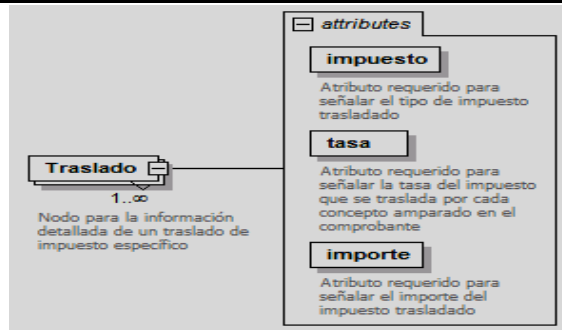 attributes
impuesto
Atributo requerido para
señalar el tipo de impuesto
trasladado
tasa
Atributo requerido para
señalar la tasa del impuesto
que se traslada por cada
concepto amparado en el
comprobante
Traslado
1..∞
Nodo para la información
detallada de un traslado de
impuesto específico
importe
Atributo requerido para
señalar el importe del
impuesto trasladado